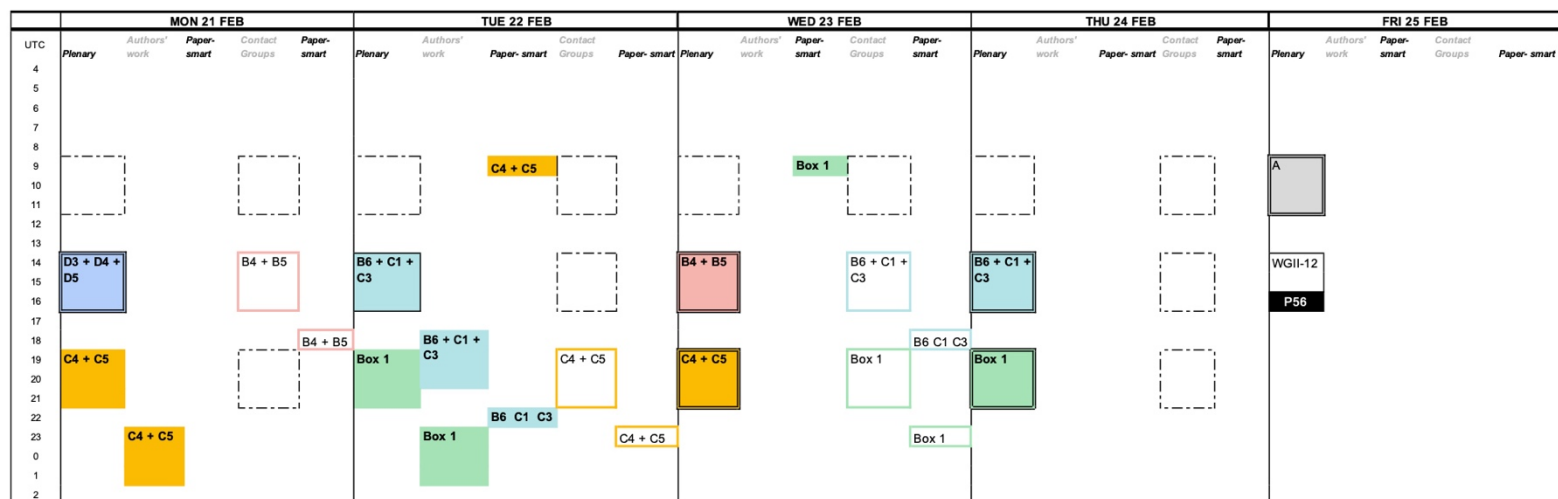 MON 21 FEB TUE 22 FEB WED 23 FEB THU 24 FEB FRI 25 FEB
Authors' Paper- Contact Paper- Authors' Contact Authors' Paper- Contact Paper- Authors' Contact Paper- Authors' Paper- Contact
UTC Plenary work smart Groups smart Plenary work Paper- smart Groups Paper- smart Plenary work smart Groups smart Plenary work Paper- smart Groups smart Plenary work smart Groups Paper- smart
4
5
6
7
8
9 C4 + C5 Box 1 A
10
11
12
13
14 D3 + D4 + B4 + B5 B6 + C1 + B4 + B5 B6 + C1 + B6 + C1 + WGII-12
15 D5 C3 C3 C3
16 P56
17
18 B4 + B5 B6 + C1 + B6 C1 C3
19 C4 + C5 Box 1 C3 C4 + C5 C4 + C5 Box 1 Box 1
20
21
22 B6 C1 C3
23 C4 + C5 Box 1 C4 + C5 Box 1
0
1
2